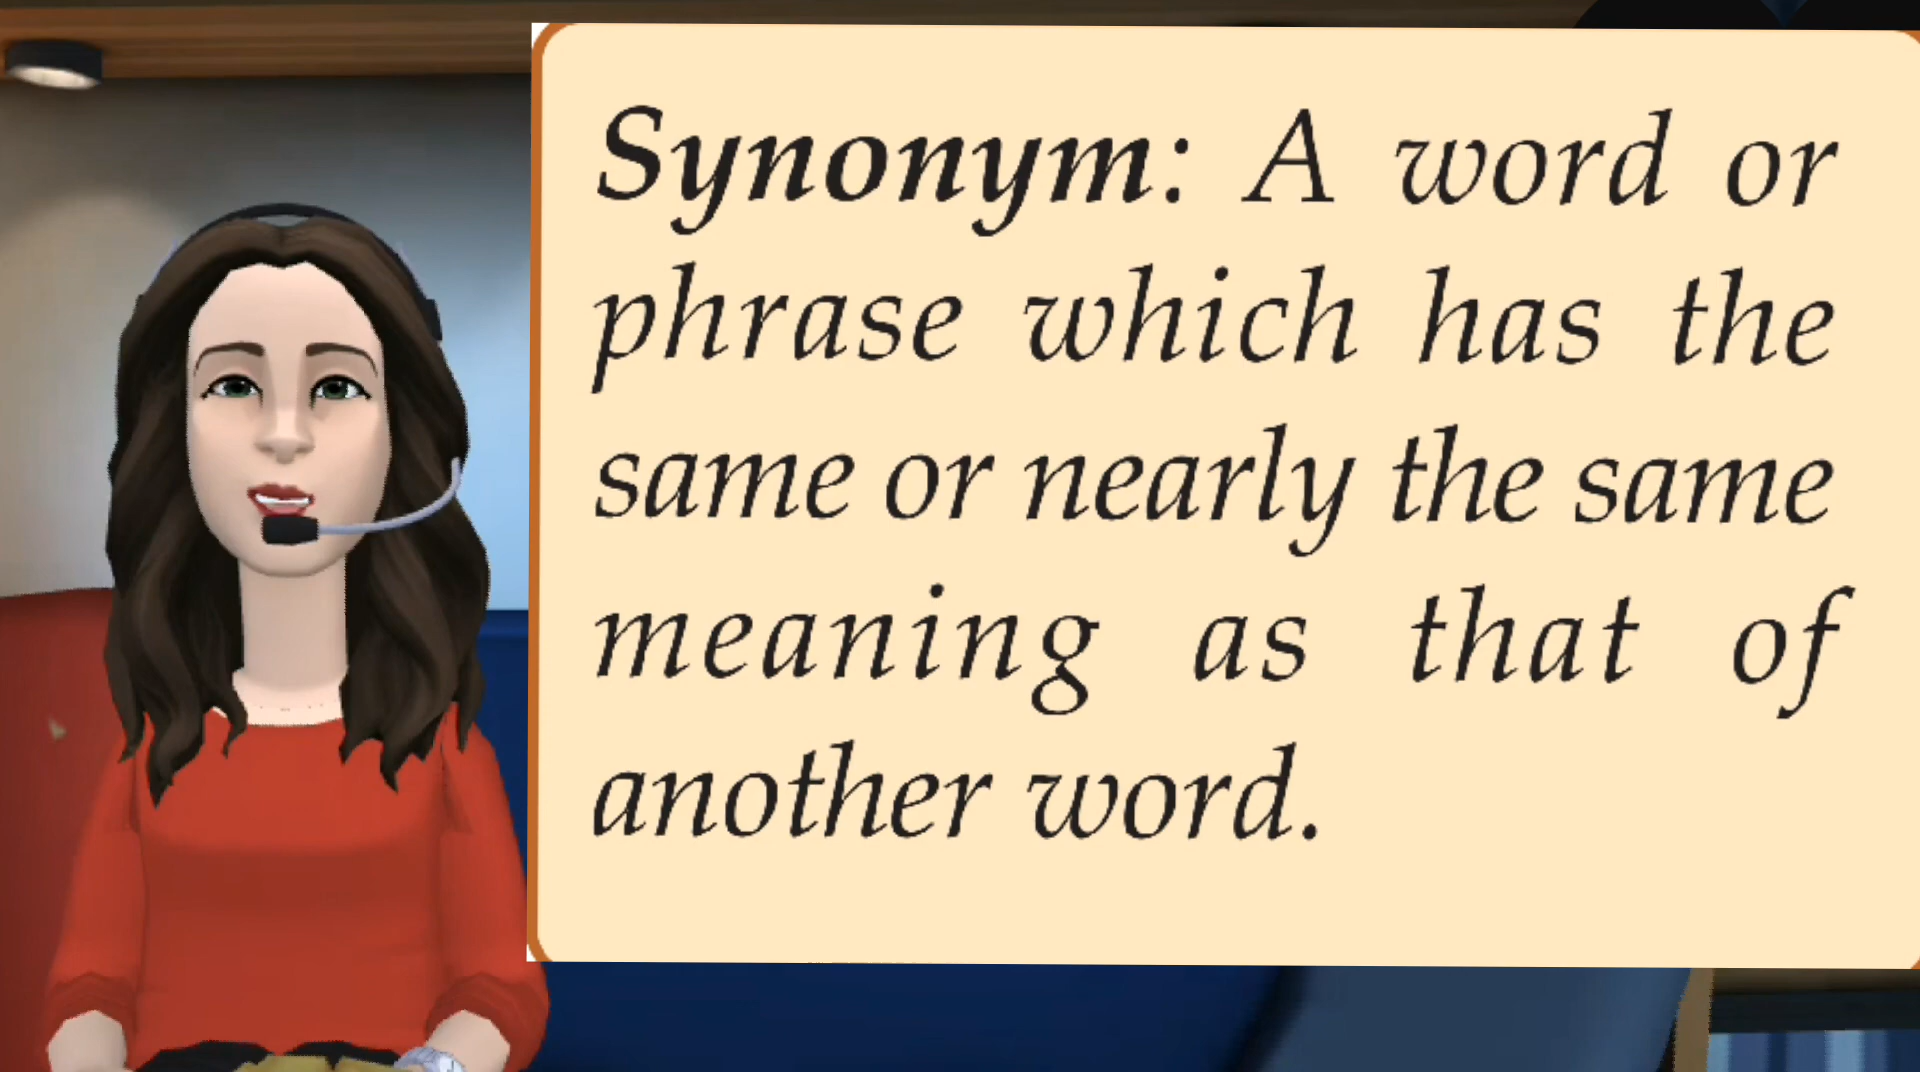 Synonym: A word or
phrase which has the
same or nearly the same
meaning as that of
another word.